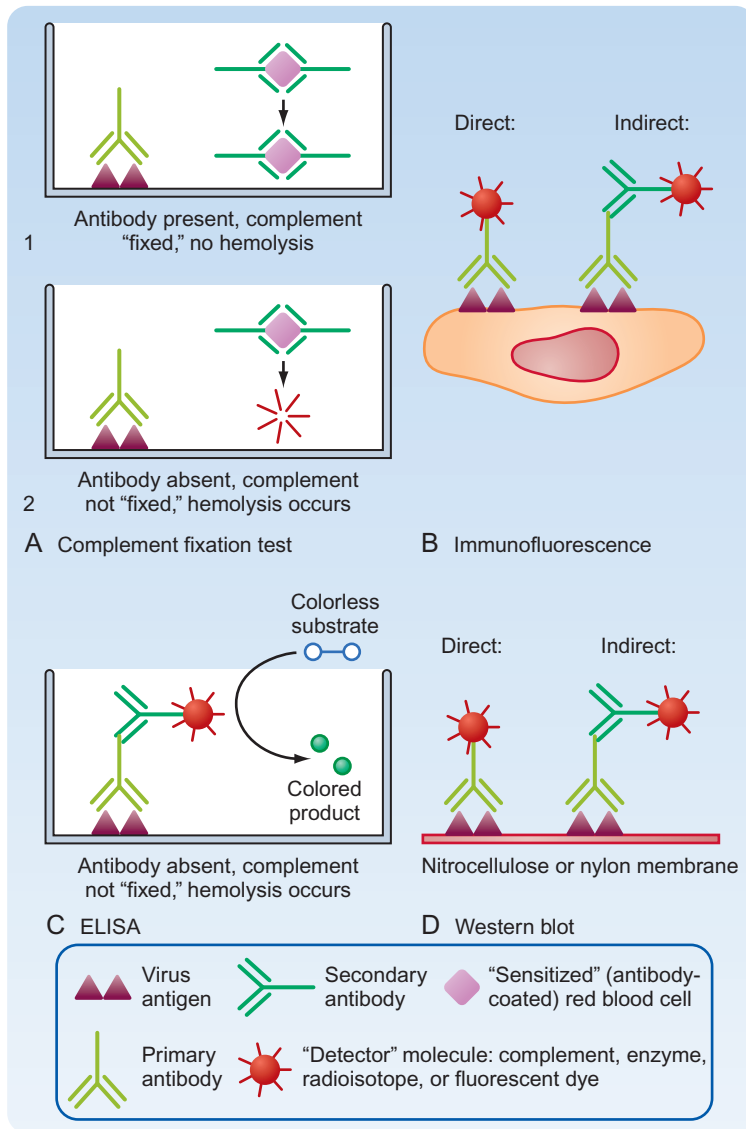 Antibody present, complement
“fixed,” no hemolysis
1
Antibody absent, complement
not “fixed,” hemolysis occurs
2
A Complement fixation test
Direct:
Indirect:
B Immunofluorescence
Colorless
substrate
Colored
product
Antibody absent, complement
not “fixed,” hemolysis occurs
C ELISA
Direct:
Indirect:
Nitrocellulose or nylon membrane
D Western blot
Virus
antigen
Secondary
antibody
“Sensitized” (antibody-
coated) red blood cell
Primary
antibody
“Detector” molecule: complement, enzyme,
radioisotope, or fluorescent dye